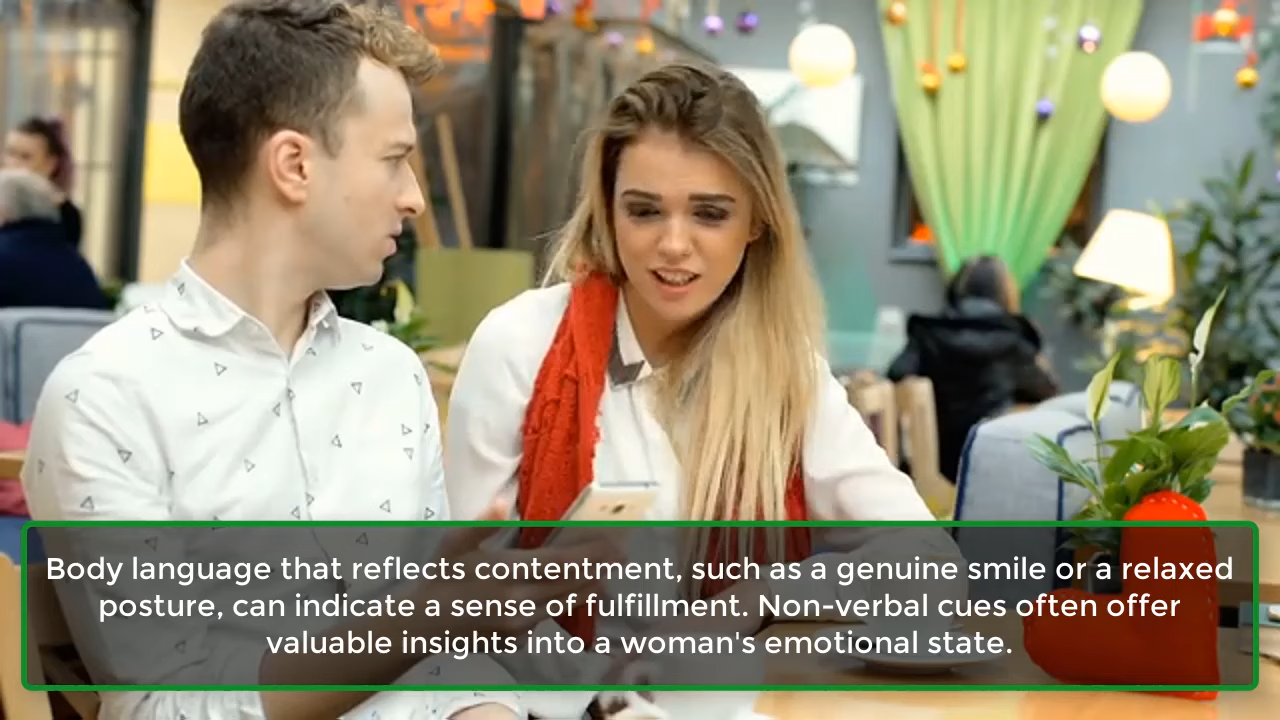 Body language that reflects contentment, such as a genuine smile or a relaxed
posture, can indicate a sense of fulfillment. Non-verbal cues often offer
valuable insights into a woman's emotional state.